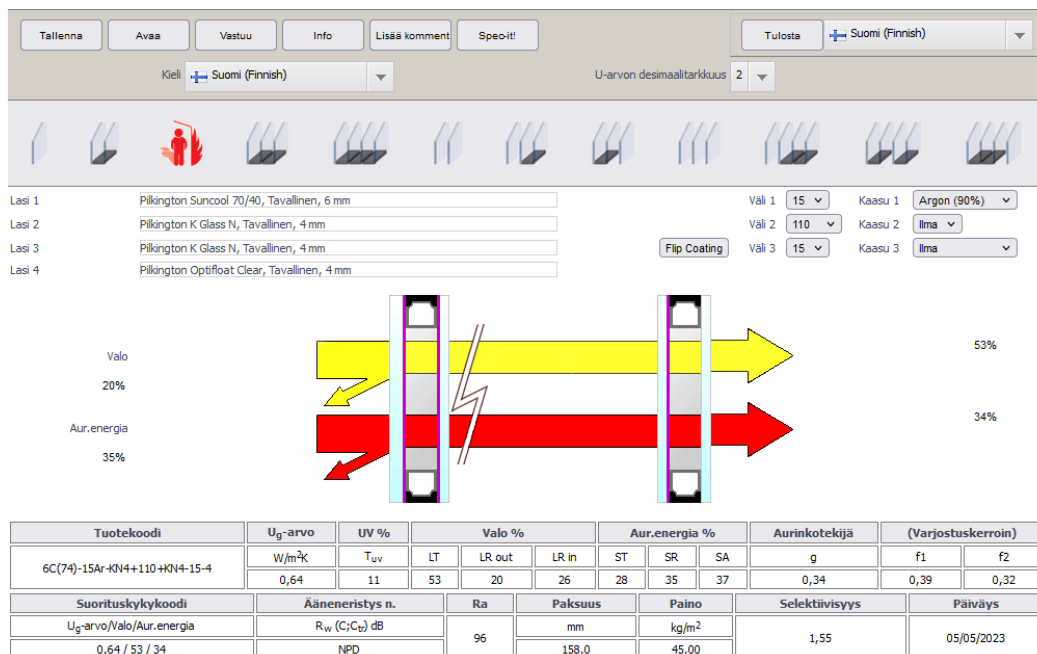 Tallenna Avaa Vastuu Info Lisää komment Spec-it! Tulosta Suomi (Finnish)
Kieli Suomi (Finnish) U-arvon desimaalitarkkuus 2
Lasi 1 Pilkington Suncool 70/40, Tavallinen, 6 mm Väli 1 15 Kaasu 1 Argon (90%)
Lasi 2 Pilkington K Glass N, Tavallinen, 4 mm Väli 2 110 Kaasu 2 Ilma
Lasi 3 Pilkington K Glass N, Tavallinen, 4 mm Flip Coating Väli 3 15 Kaasu 3 Ilma
Lasi 4 Pilkington Optifloat Clear, Tavallinen, 4 mm
Valo 53%
20%
Aur.energia 34%
35%
Tuotekoodi Ug-arvo UV % Valo % Aur.energia % Aurinkotekijä (Varjostuskerroin)
6C(74)-15Ar-KN4+110+KN4-15-4 W/m²K Tuv LT LR out LR in ST SR SA g f1 f2
0,64 11 53 20 26 28 35 37 0,34 0,39 0,32
Suorituskykykoodi Ääneneristys n. Ra Paksuus Paino Selektiivisyys Päiväys
Ug-arvo/Valo/Aur.energia Rw (C;Ctr) dB 96 mm kg/m² 1,55 05/05/2023
0.64 / 53 / 34 NPD 158,0 45,00